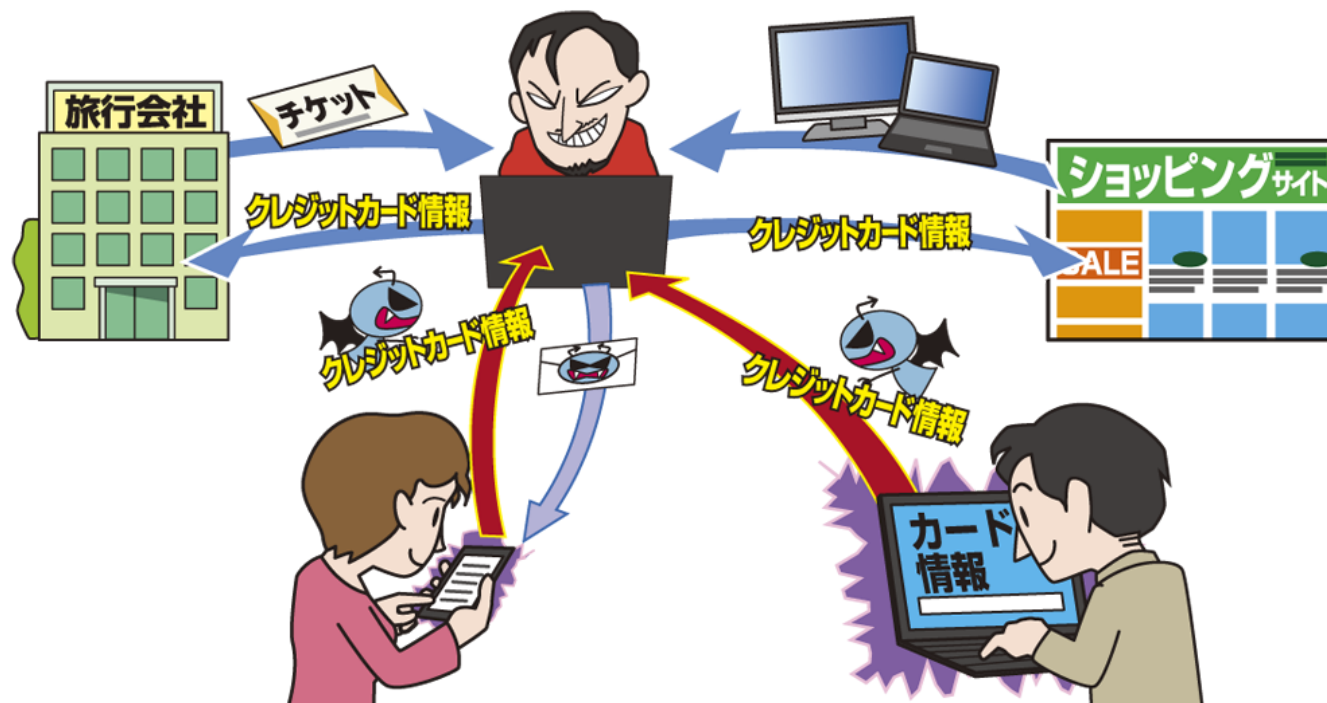 旅行会社
チケット
ショッピングサイト
クレジットカード情報
クレジットカード情報
SALE
クレジットカード情報
クレジットカード情報
カード
情報